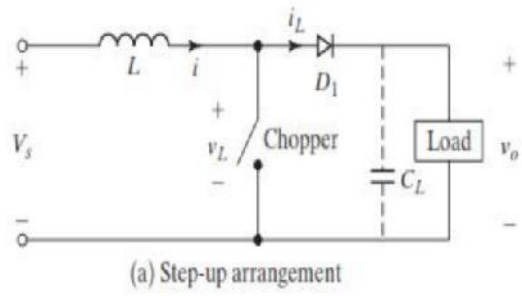 i_L
L i D_1
+ + +
V_s v_L Chopper Load v_o
− C_L
− −
(a) Step-up arrangement